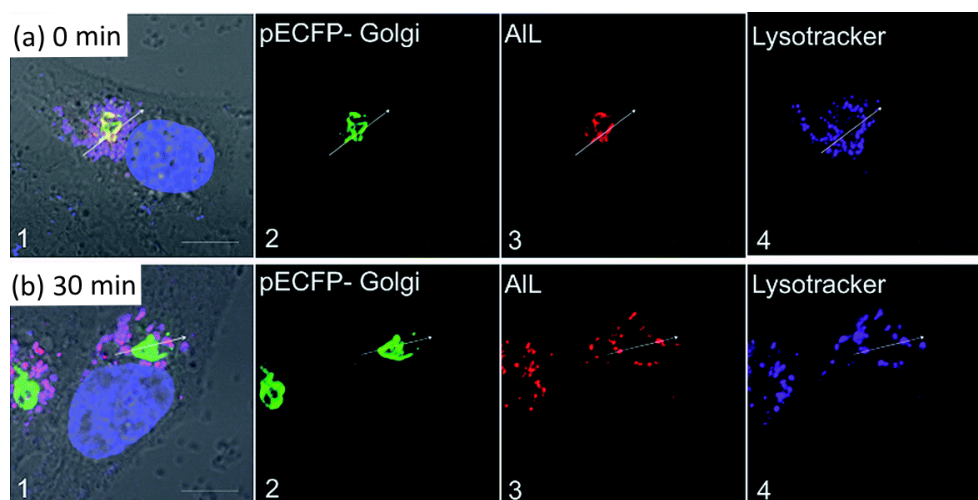 (a) 0 min
pECFP- Golgi
AIL
Lysotracker
1
2
3
4
(b) 30 min
pECFP- Golgi
AIL
Lysotracker
1
2
3
4